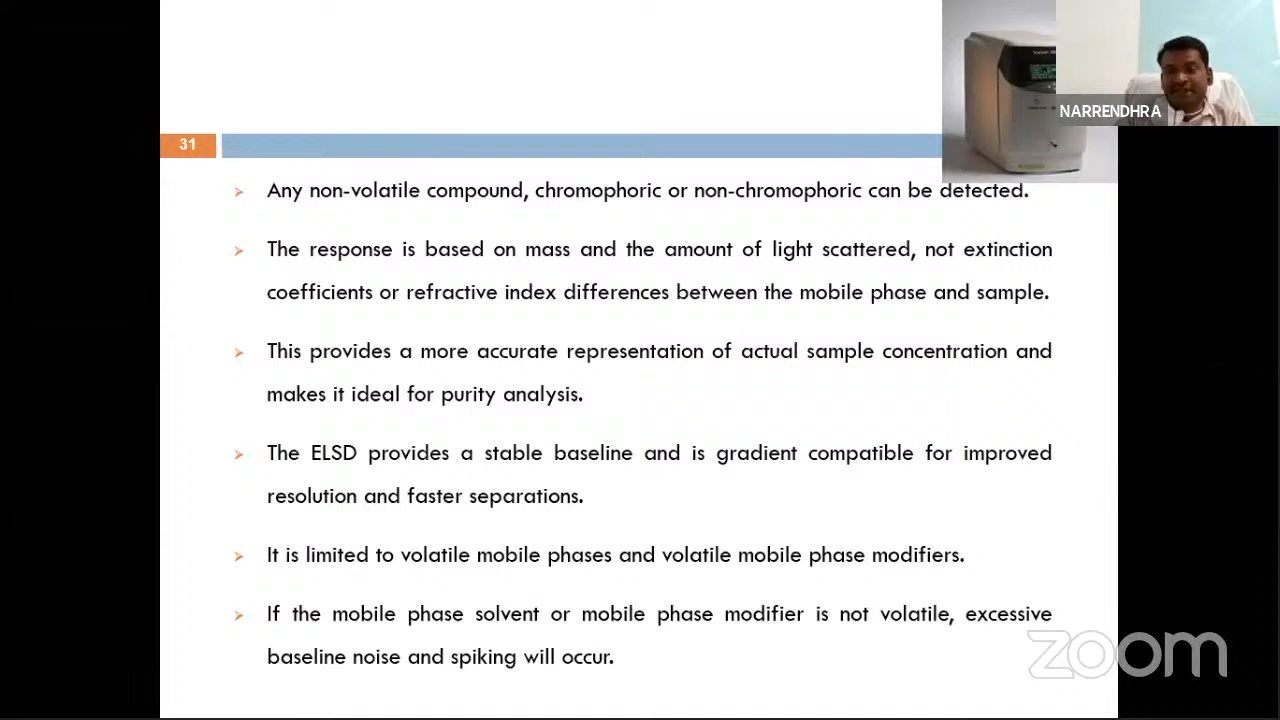 NARRENDHRA
31
Any non-volatile compound, chromophoric or non-chromophoric can be detected.
The response is based on mass and the amount of light scattered, not extinction
coefficients or refractive index differences between the mobile phase and sample.
This provides a more accurate representation of actual sample concentration and
makes it ideal for purity analysis.
The ELSD provides a stable baseline and is gradient compatible for improved
resolution and faster separations.
It is limited to volatile mobile phases and volatile mobile phase modifiers.
If the mobile phase solvent or mobile phase modifier is not volatile, excessive
baseline noise and spiking will occur.
zoom